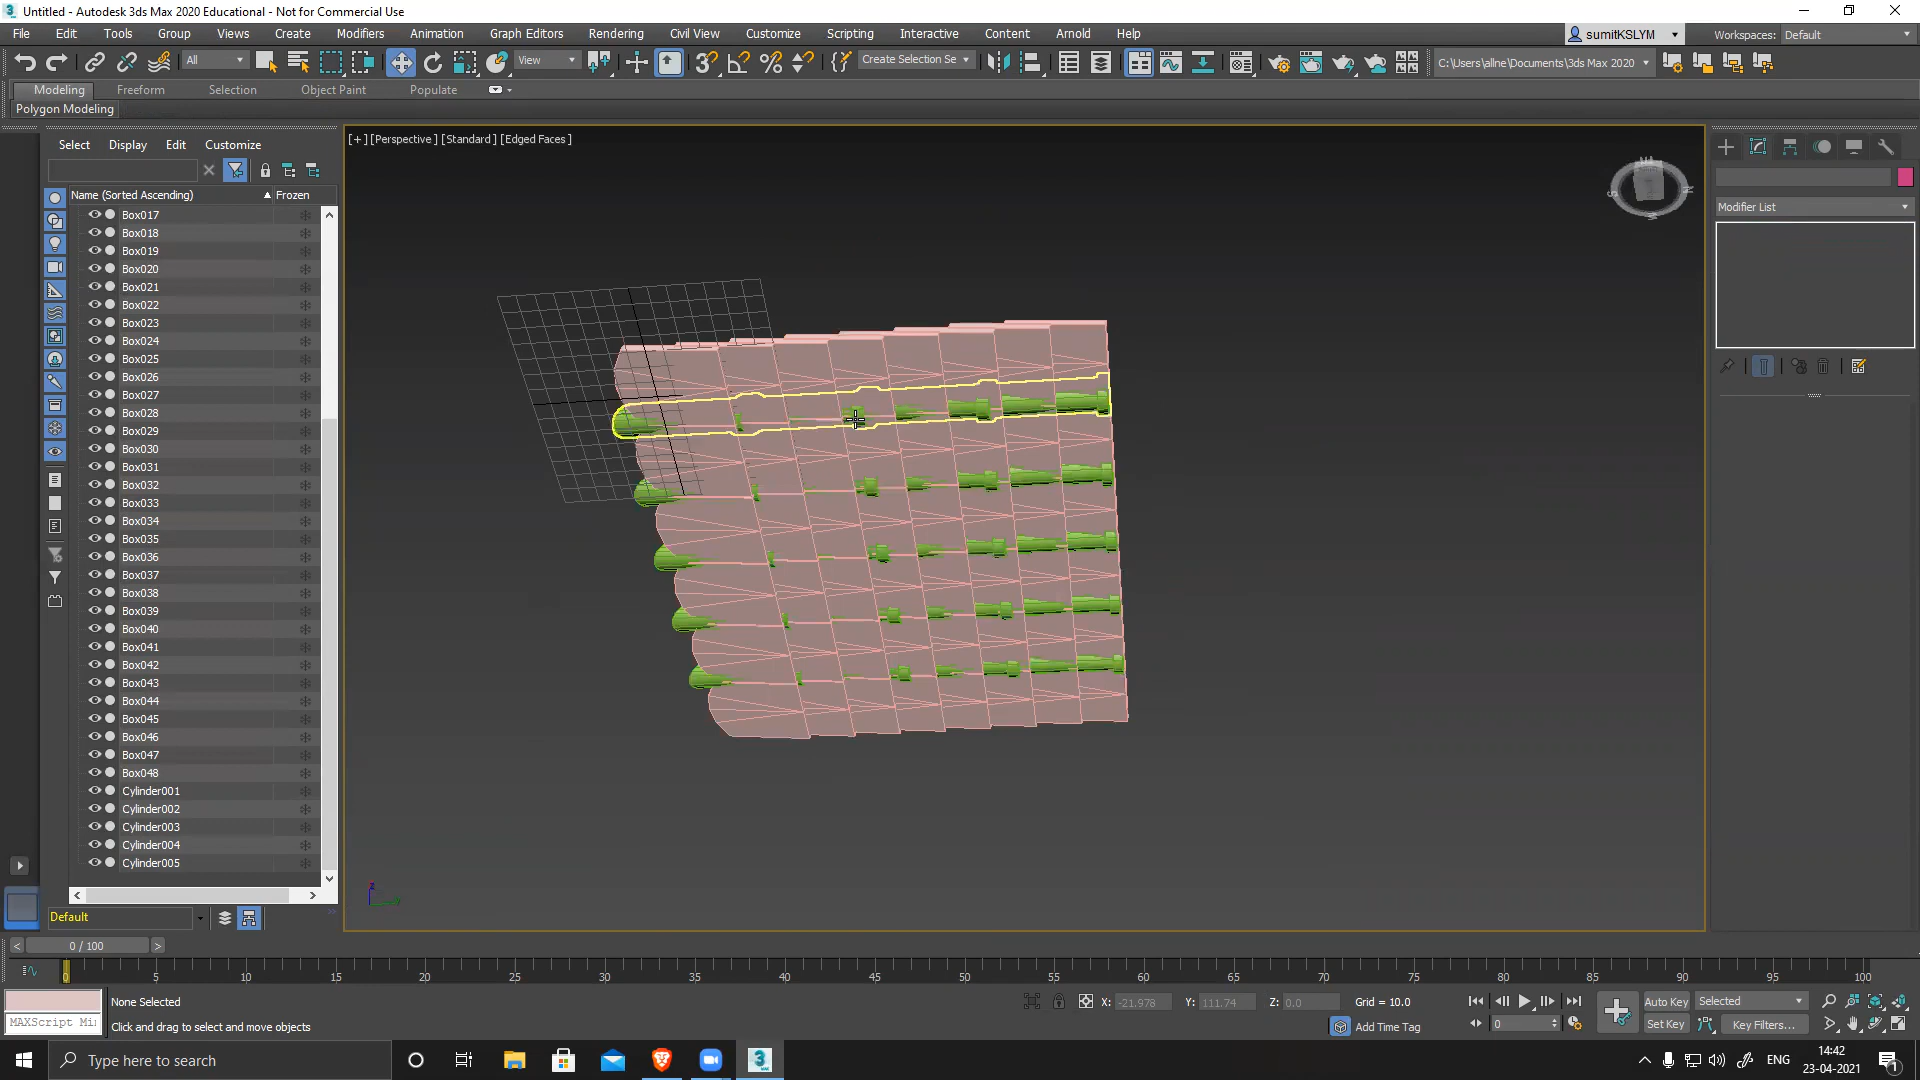 Untitled - Autodesk 3ds Max 2020 Educational - Not for Commercial Use
File Edit Tools Group Views Create Modifiers Animation Graph Editors Rendering Civil View Customize Scripting Interactive Content Arnold Help sumitKSLYM Workspaces: Default
All View Create Selection Se C:\Users\allne\Documents\3ds Max 2020
Modeling Freeform Selection Object Paint Populate
Polygon Modeling
Select Display Edit Customize
[+] [Perspective] [Standard] [Edged Faces]
Name (Sorted Ascending) Frozen
Modifier List
Box017
Box018
Box019
Box020
Box021
Box022
Box023
Box024
Box025
Box026
Box027
Box028
Box029
Box030
Box031
Box032
Box033
Box034
Box035
Box036
Box037
Box038
Box039
Box040
Box041
Box042
Box043
Box044
Box045
Box046
Box047
Box048
Cylinder001
Cylinder002
Cylinder003
Cylinder004
Cylinder005
Default
0 / 100
0 5 10 15 20 25 30 35 40 45 50 55 60 65 70 75 80 85 90 95 100
None Selected X: -21.978 Y: 111.74 Z: 0.0 Grid = 10.0 Auto Key Selected
MAXScript Mi Click and drag to select and move objects Add Time Tag 0 Set Key Key Filters...
Type here to search ENG 14:42
23-04-2021